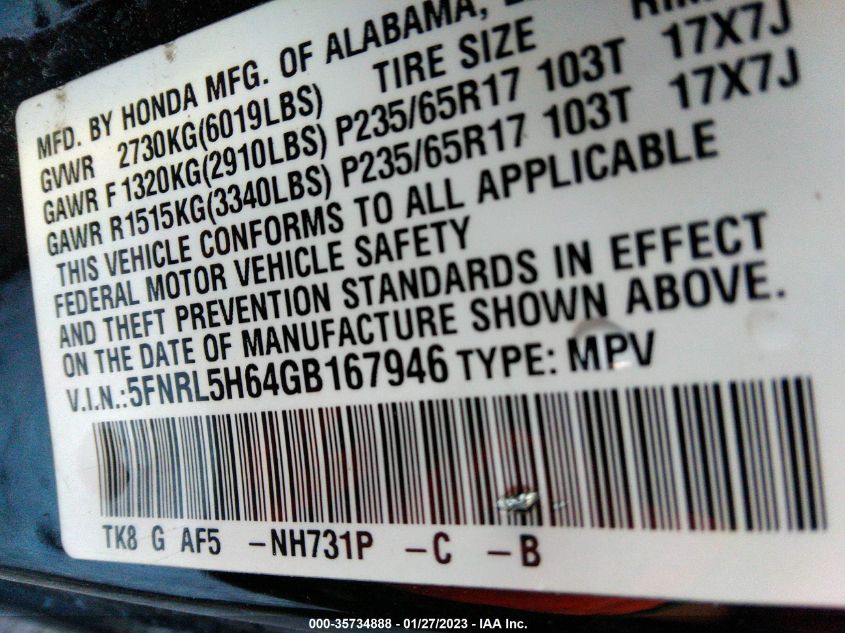 MFD. BY HONDA MFG. OF ALABAMA,
TIRE SIZE
GVWR 2730KG(6019LBS)
GAWR F 1320KG(2910LBS) P235/65R17 103T 17X7J
GAWR R1515KG(3340LBS) P235/65R17 103T 17X7J
THIS VEHICLE CONFORMS TO ALL APPLICABLE
FEDERAL MOTOR VEHICLE SAFETY
AND THEFT PREVENTION STANDARDS IN EFFECT
ON THE DATE OF MANUFACTURE SHOWN ABOVE.
V.I.N.:5FNRL5H64GB167946 TYPE: MPV
TK8 G AF5 -NH731P -C -B
000-35734888 - 01/27/2023 - IAA Inc.